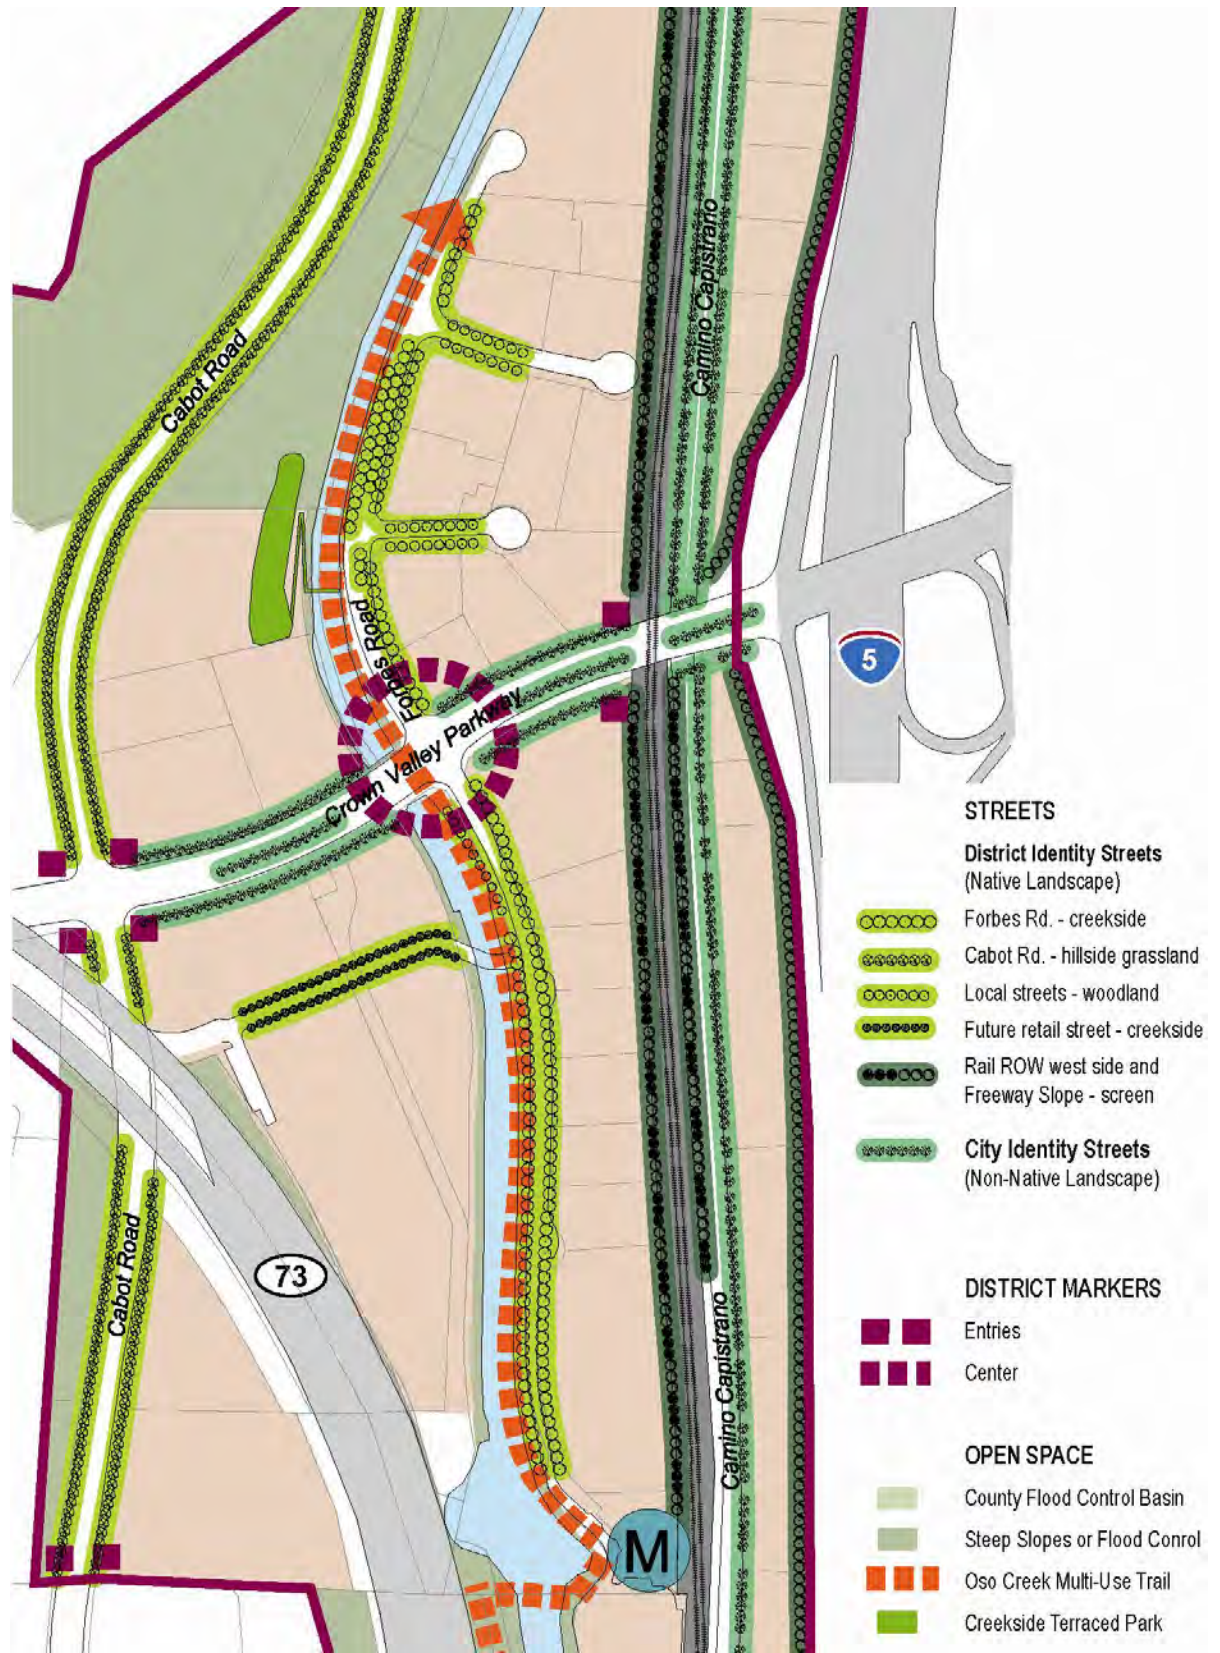 Cabot Road
Camino Capistrano
Forbes Road
Crown Valley Parkway
5
73
Cabot Road
Camino Capistrano
M
STREETS
District Identity Streets
(Native Landscape)
Forbes Rd. - creekside
Cabot Rd. - hillside grassland
Local streets - woodland
Future retail street - creekside
Rail ROW west side and
Freeway Slope - screen
City Identity Streets
(Non-Native Landscape)
DISTRICT MARKERS
Entries
Center
OPEN SPACE
County Flood Control Basin
Steep Slopes or Flood Conrol
Oso Creek Multi-Use Trail
Creekside Terraced Park